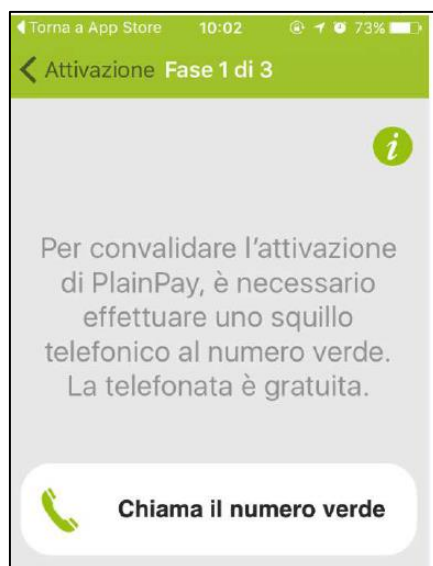 Torna a App Store 10:02 73%
Attivazione Fase 1 di 3
i
Per convalidare l'attivazione
di PlainPay, è necessario
effettuare uno squillo
telefonico al numero verde.
La telefonata è gratuita.
Chiama il numero verde